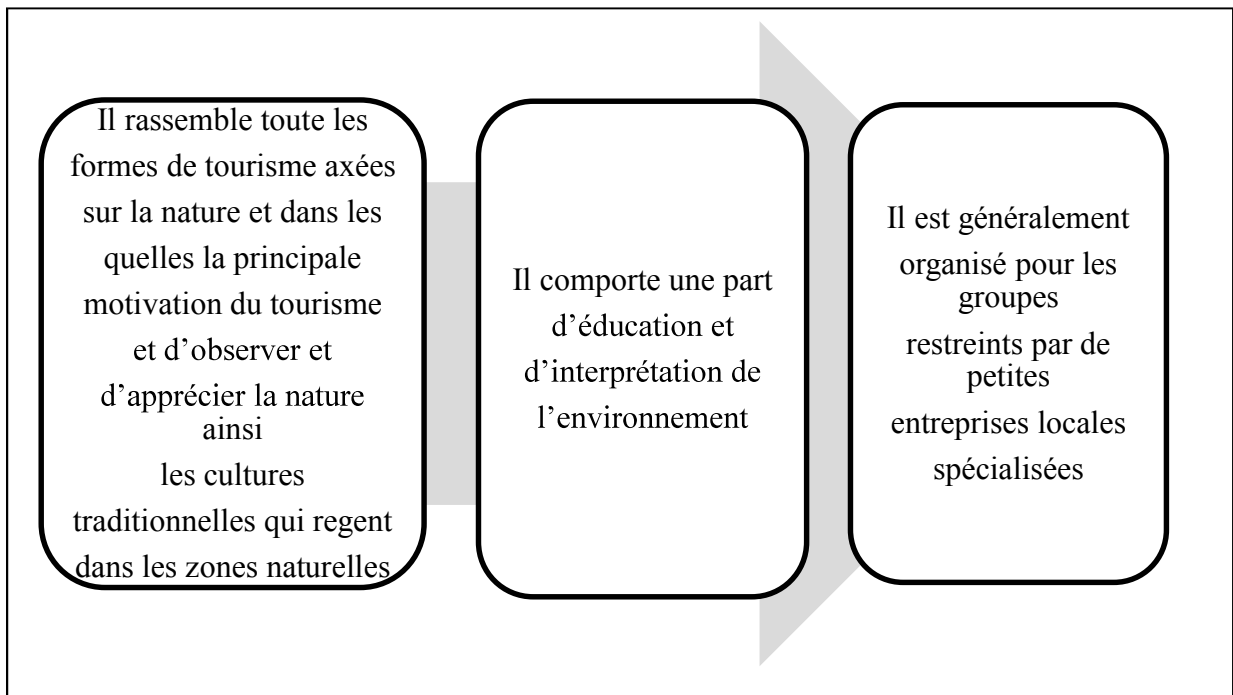 Il rassemble toute les
formes de tourisme axées
sur la nature et dans les
quelles la principale
motivation du tourisme
et d’observer et
d’apprécier la nature
ainsi
les cultures
traditionnelles qui regent
dans les zones naturelles
Il comporte une part
d’éducation et
d’interprétation de
l’environnement
Il est généralement
organisé pour les
groupes
restreints par de
petites
entreprises locales
spécialisées